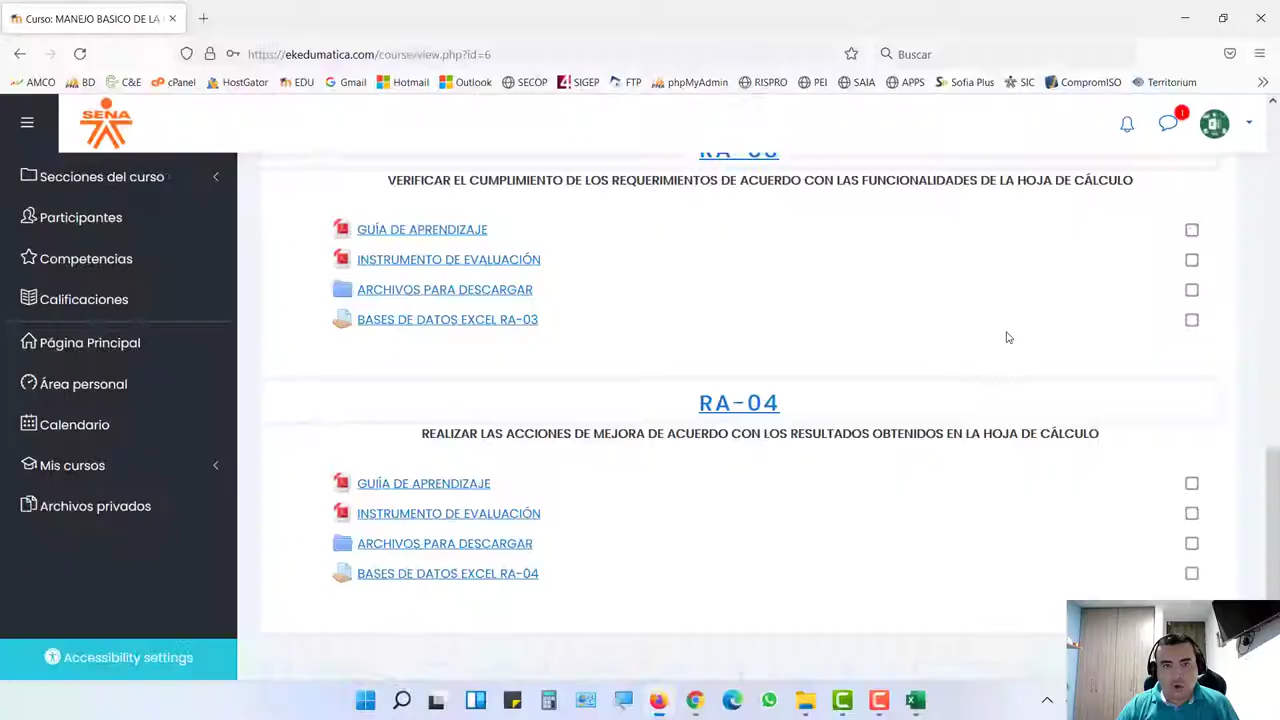 Curso: MANEJO BASICO DE LA
https://ekedumatica.com/course/view.php?id=6
Buscar
AMCO
BD
C&E
cPanel
HostGator
EDU
Gmail
Hotmail
Outlook
SECOP
SIGEP
FTP
phpMyAdmin
RISPRO
PEI
SAIA
APPS
Sofia Plus
SIC
CompromISO
Territorium
SENA
1
Secciones del curso
Participantes
Competencias
Calificaciones
Página Principal
Área personal
Calendario
Mis cursos
Archivos privados
Accessibility settings
VERIFICAR EL CUMPLIMIENTO DE LOS REQUERIMIENTOS DE ACUERDO CON LAS FUNCIONALIDADES DE LA HOJA DE CÁLCULO
GUÍA DE APRENDIZAJE
INSTRUMENTO DE EVALUACIÓN
ARCHIVOS PARA DESCARGAR
BASES DE DATOS EXCEL RA-03
RA-04
REALIZAR LAS ACCIONES DE MEJORA DE ACUERDO CON LOS RESULTADOS OBTENIDOS EN LA HOJA DE CÁLCULO
GUIÍA DE APRENDIZAJE
INSTRUMENTO DE EVALUACIÓN
ARCHIVOS PARA DESCARGAR
BASES DE DATOS EXCEL RA-04